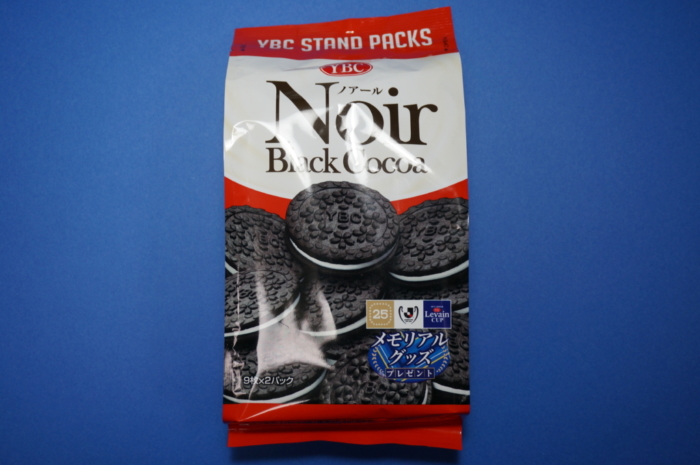 YBC STAND PACKS
YBC
ノアール
Noir
Black Cocoa
YBC
25
Levain
CUP
メモリアル
グッズ
プレゼント
9枚×2パック